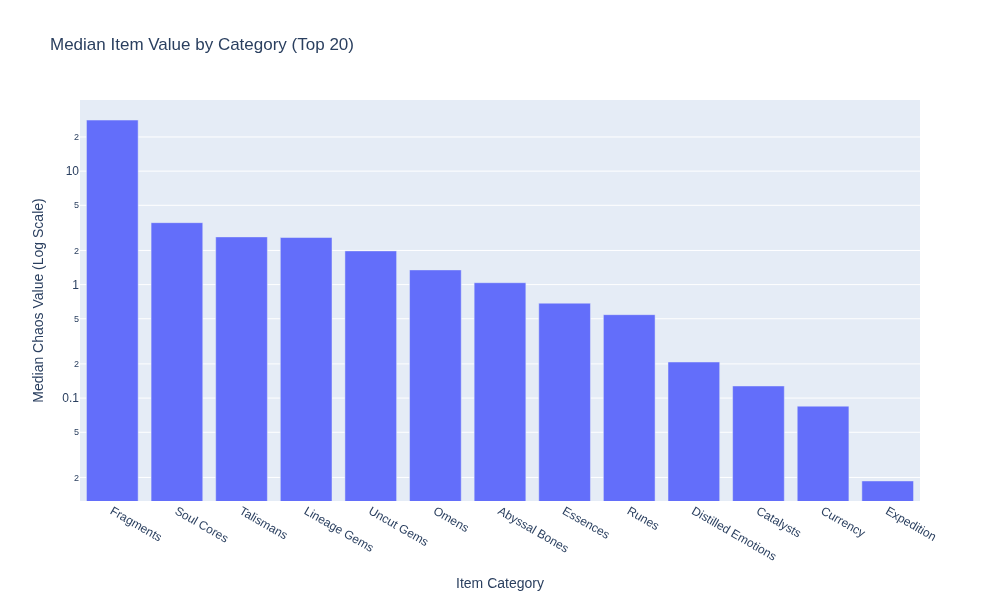 Median Item Value by Category (Top 20)
2
10
5
2
1
5
2
0.1
5
2
Median Chaos Value (Log Scale)
Fragments
Soul Cores
Talismans
Lineage Gems
Uncut Gems
Omens
Abyssal Bones
Essences
Runes
Distilled Emotions
Catalysts
Currency
Expedition
Item Category